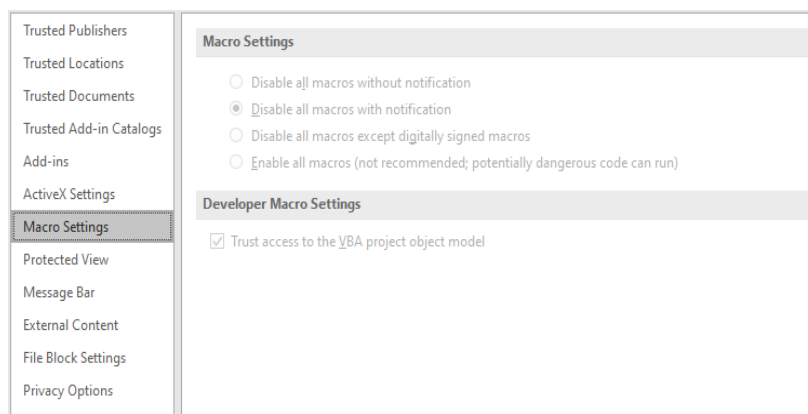 Trusted Publishers
Trusted Locations
Trusted Documents
Trusted Add-in Catalogs
Add-ins
ActiveX Settings
Macro Settings
Protected View
Message Bar
External Content
File Block Settings
Privacy Options
Macro Settings
Disable all macros without notification
Disable all macros with notification
Disable all macros except digitally signed macros
Enable all macros (not recommended; potentially dangerous code can run)
Developer Macro Settings
Trust access to the VBA project object model